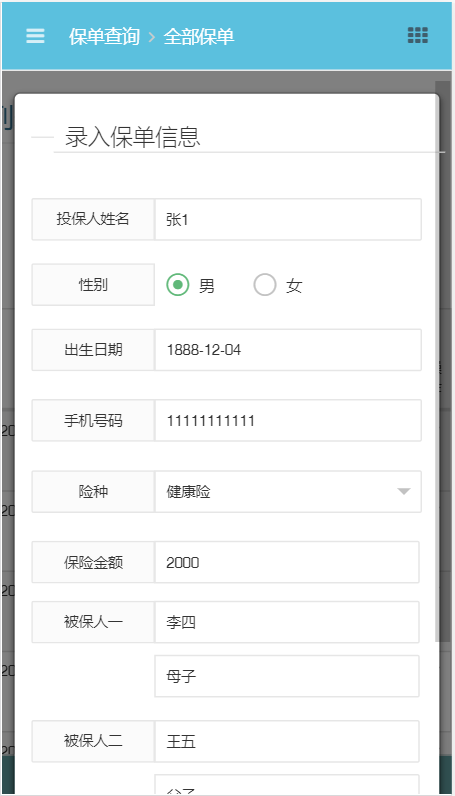 保单查询 > 全部保单
录入保单信息
投保人姓名 张1
性别 男 女
出生日期 1888-12-04
手机号码 11111111111
险种 健康险
保险金额 2000
被保人一 李四
母子
被保人二 王五